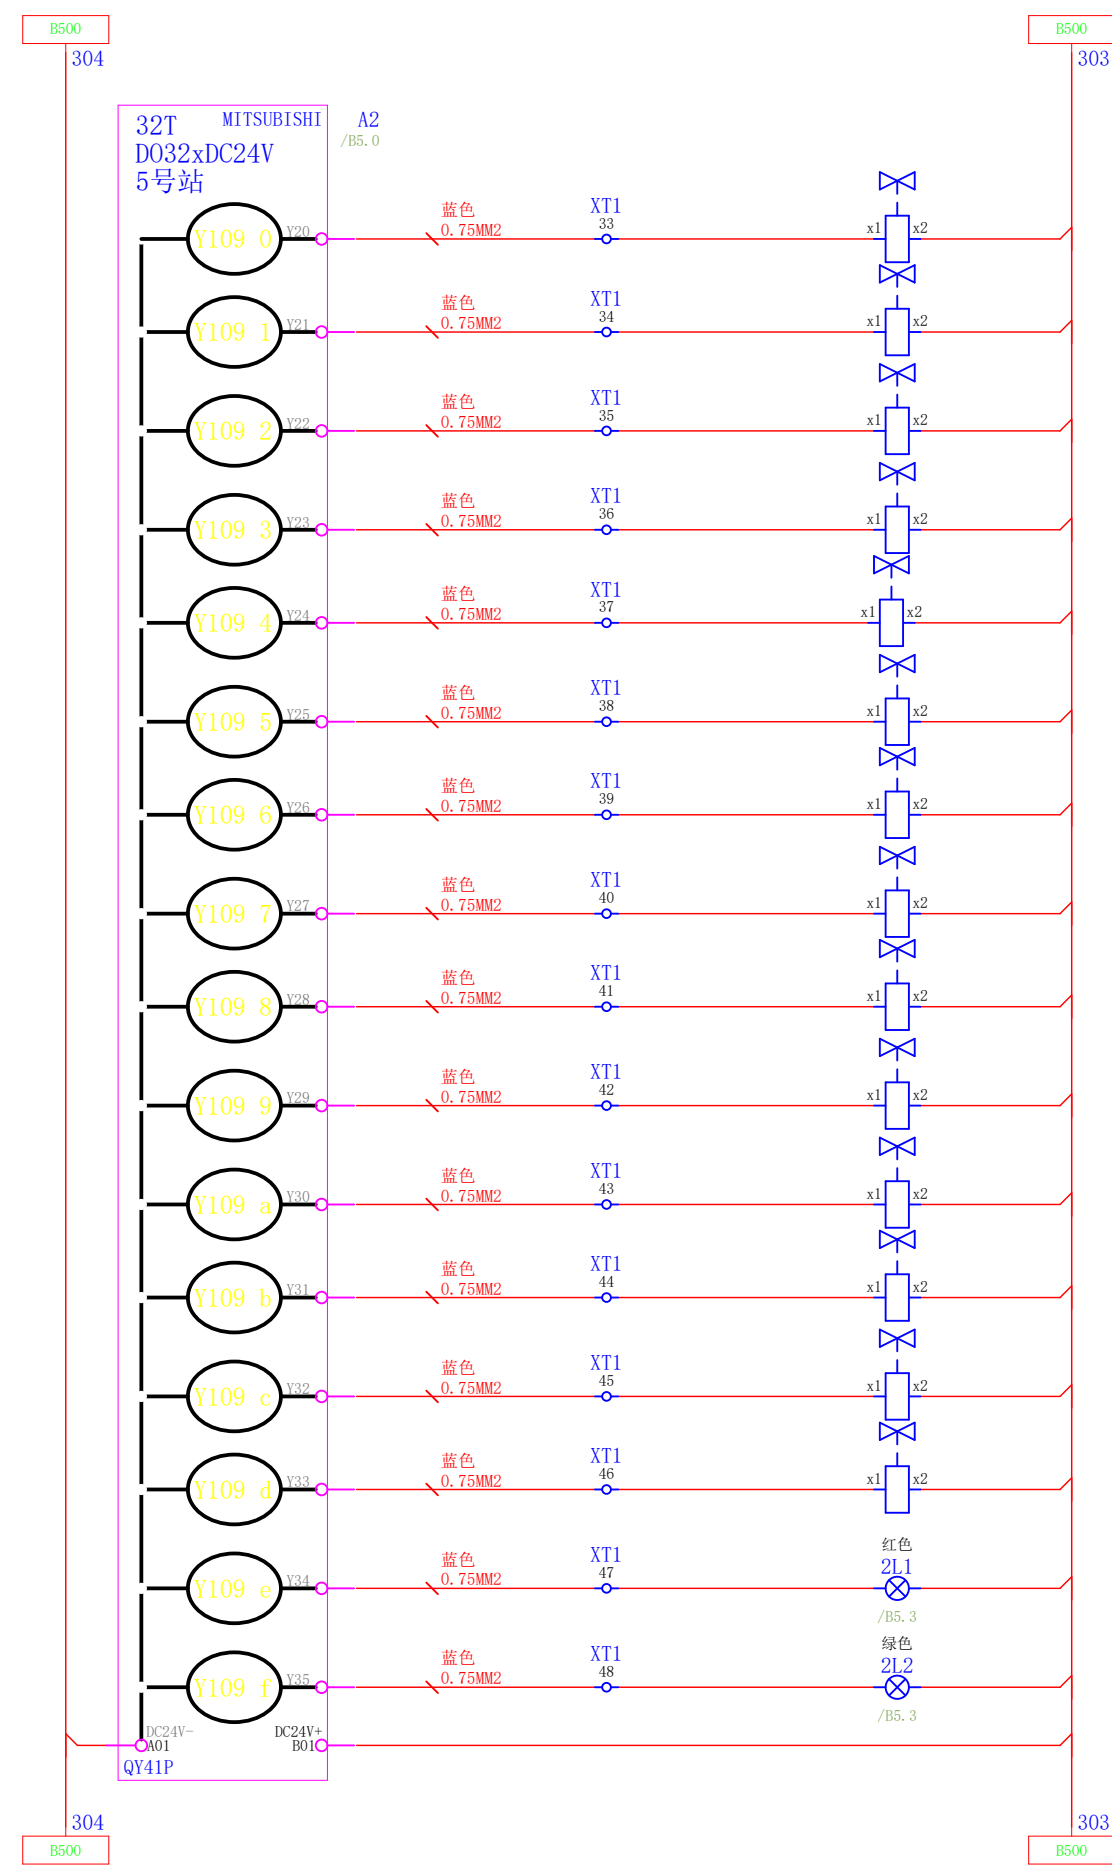 B500
B500
304
303
32T
MITSUBISHI
A2
/B5.0
DO32xDC24V
5号站
Y109 0
Y20
蓝色
0.75MM2
XT1
33
x1
x2
Y109 1
Y21
蓝色
0.75MM2
XT1
34
x1
x2
Y109 2
Y22
蓝色
0.75MM2
XT1
35
x1
x2
Y109 3
Y23
蓝色
0.75MM2
XT1
36
x1
x2
Y109 4
Y24
蓝色
0.75MM2
XT1
37
x1
x2
Y109 5
Y25
蓝色
0.75MM2
XT1
38
x1
x2
Y109 6
Y26
蓝色
0.75MM2
XT1
39
x1
x2
Y109 7
Y27
蓝色
0.75MM2
XT1
40
x1
x2
Y109 8
Y28
蓝色
0.75MM2
XT1
41
x1
x2
Y109 9
Y29
蓝色
0.75MM2
XT1
42
x1
x2
Y109 a
Y30
蓝色
0.75MM2
XT1
43
x1
x2
Y109 b
Y31
蓝色
0.75MM2
XT1
44
x1
x2
Y109 c
Y32
蓝色
0.75MM2
XT1
45
x1
x2
Y109 d
Y33
蓝色
0.75MM2
XT1
46
x1
x2
Y109 e
Y34
蓝色
0.75MM2
XT1
47
红色
2L1
/B5.3
Y109 f
Y35
蓝色
0.75MM2
XT1
48
绿色
2L2
/B5.3
DC24V-
A01
DC24V+
B01
QY41P
304
303
B500
B500